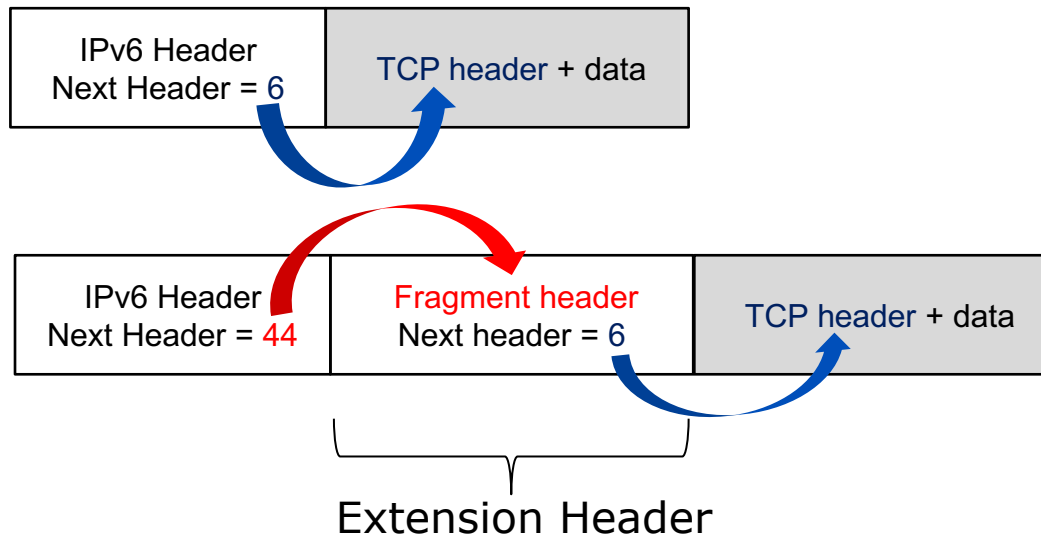 IPv6 Header
Next Header = 6
TCP header + data
IPv6 Header
Next Header = 44
Fragment header
Next header = 6
TCP header + data
Extension Header